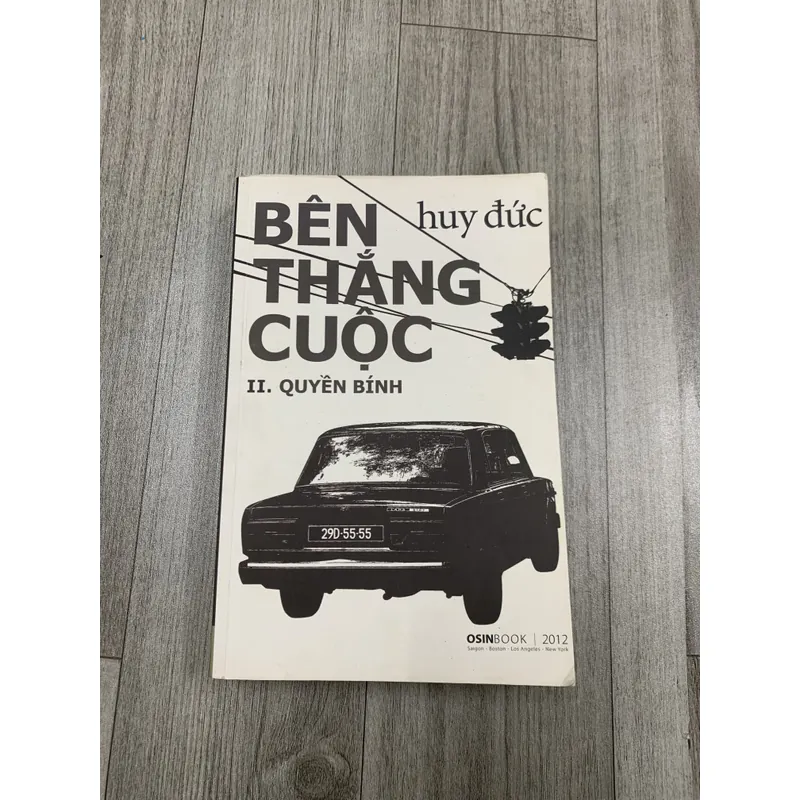 huy đức
BÊN
THẮNG
CUỘC
II. QUYỀN BÍNH
29D-55-55
OSINBOOK | 2012
Saigon - Boston - Los Angeles - New York